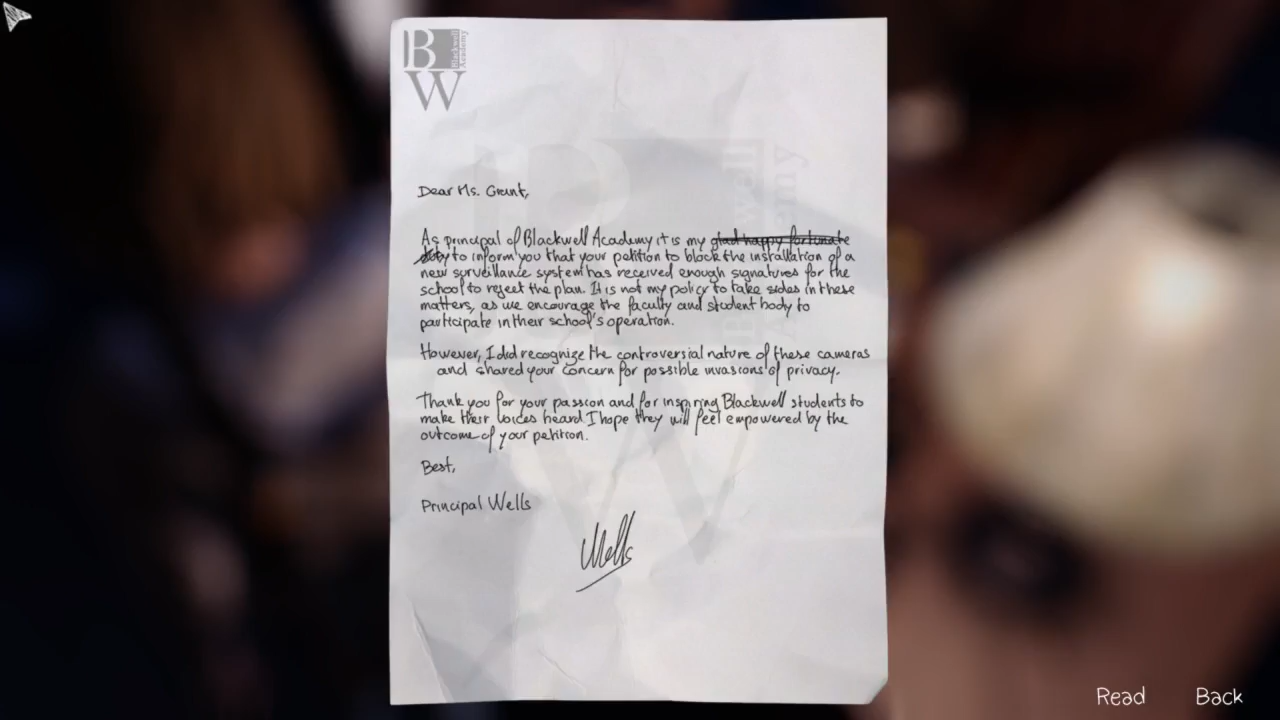 B
Blackwell
Academy
W
Dear Ms. Grant,
As principal of Blackwell Academy it is my glad happy fortunate
duty to inform you that your petition to block the installation of a
new surveillance system has received enough signatures for the
school to reject the plan. It is not my policy to take sides in these
matters, as we encourage the faculty and student body to
participate in their school's operation.
However, I did recognize the controversial nature of these cameras
and shared your concern for possible invasions of privacy.
Thank you for your passion and for inspiring Blackwell students to
make their voices heard I hope they will feel empowered by the
outcome of your petition.
Best,
Principal Wells
Wells
Read Back